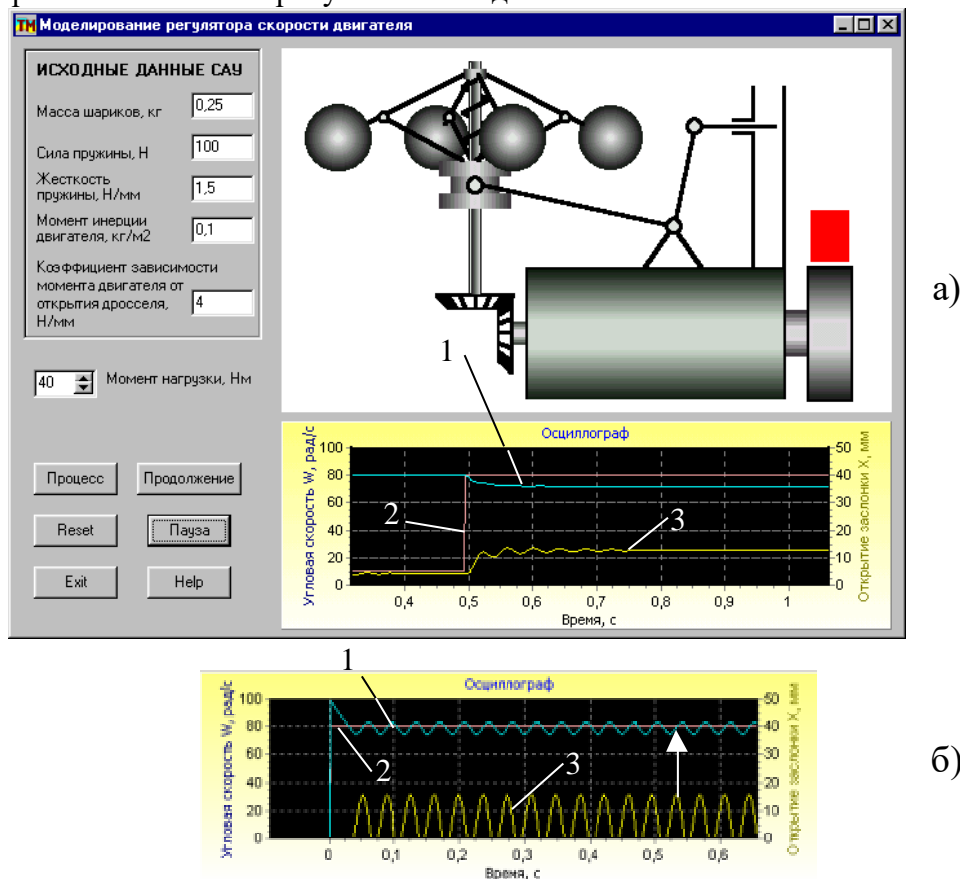 Моделирование регулятора скорости двигателя
ИСХОДНЫЕ ДАННЫЕ САУ
Масса шариков, кг
0,25
Сила пружины, Н
100
Жесткость
пружины, Н/мм
1,5
Момент инерции
двигателя, кг/м2
0,1
Коэффициент зависимости
момента двигателя от
открытия дросселя,
Н/мм
4
40
Момент нагрузки, Нм
Процесс
Продолжение
Reset
Пауза
Exit
Help
а)
1
Осциллограф
Угловая скорость W, рад/с
100
80
60
40
20
0
Открытие заслонки X, мм
50
40
30
20
10
0
1
2
3
0,4 0,5 0,6 0,7 0,8 0,9 1
Время, с
1
Осциллограф
Угловая скорость W, рад/с
100
80
60
40
20
0
Открытие заслонки X, мм
50
40
30
20
10
0
2
3
0 0,1 0,2 0,3 0,4 0,5 0,6
Время, с
б)